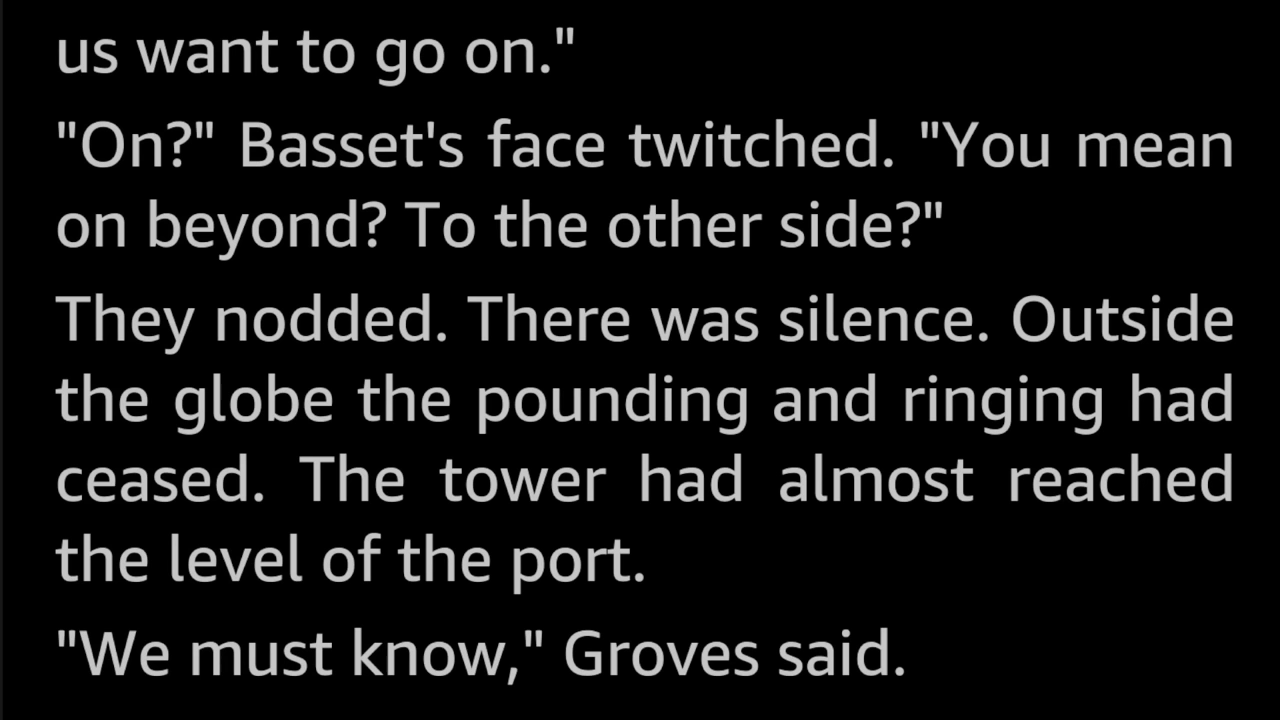 us want to go on."
"On?" Basset's face twitched. "You mean
on beyond? To the other side?"
They nodded. There was silence. Outside
the globe the pounding and ringing had
ceased. The tower had almost reached
the level of the port.
"We must know," Groves said.